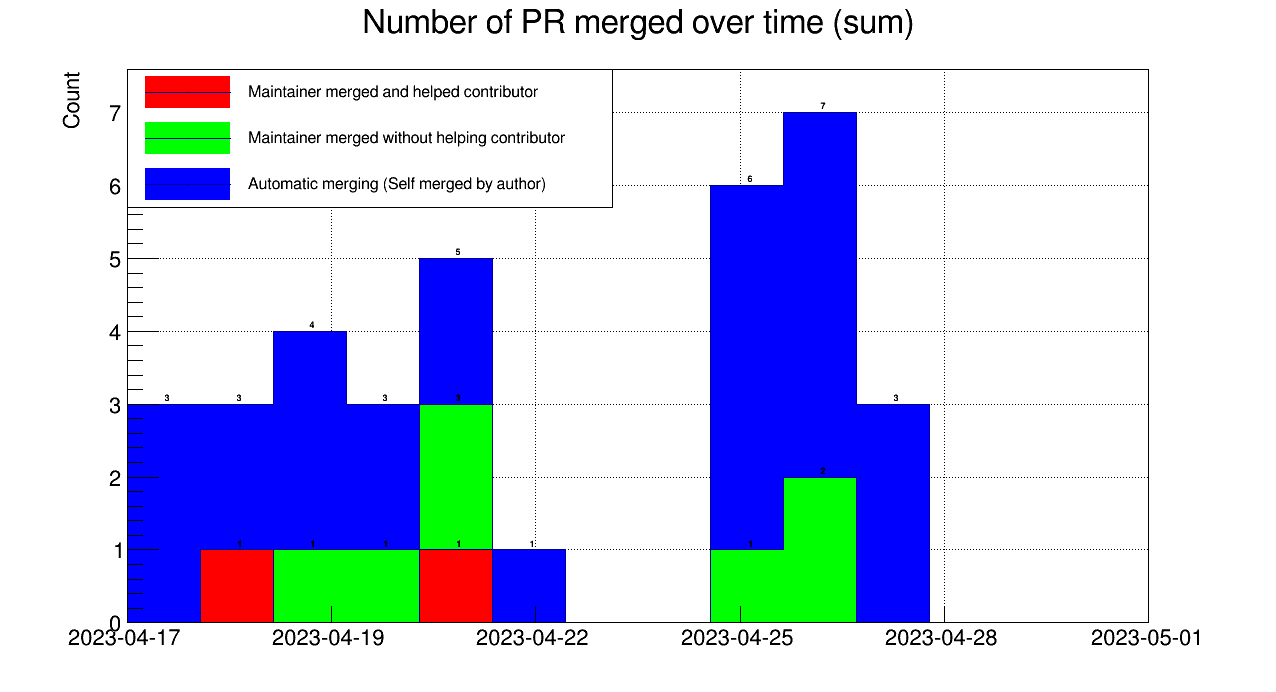 Number of PR merged over time (sum)
Count
Maintainer merged and helped contributor
Maintainer merged without helping contributor
Automatic merging (Self merged by author)
7
6
5
4
3
2
1
0
7
6
5
4
3 3 3 3 3
2
1 1 1 1 1 1
2023-04-17 2023-04-19 2023-04-22 2023-04-25 2023-04-28 2023-05-01